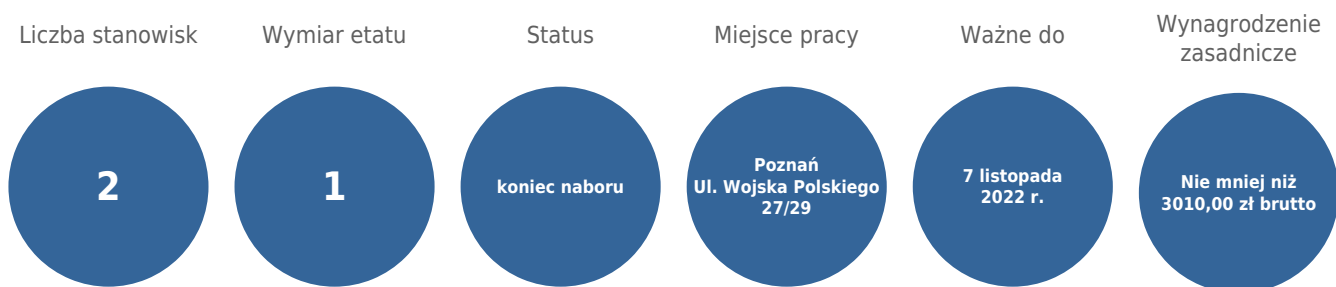 Liczba stanowisk
2
Wymiar etatu
1
Status
koniec naboru
Miejsce pracy
Poznań
Ul. Wojska Polskiego
27/29
Ważne do
7 listopada
2022 r.
Wynagrodzenie
zasadnicze
Nie mniej niż
3010,00 zł brutto